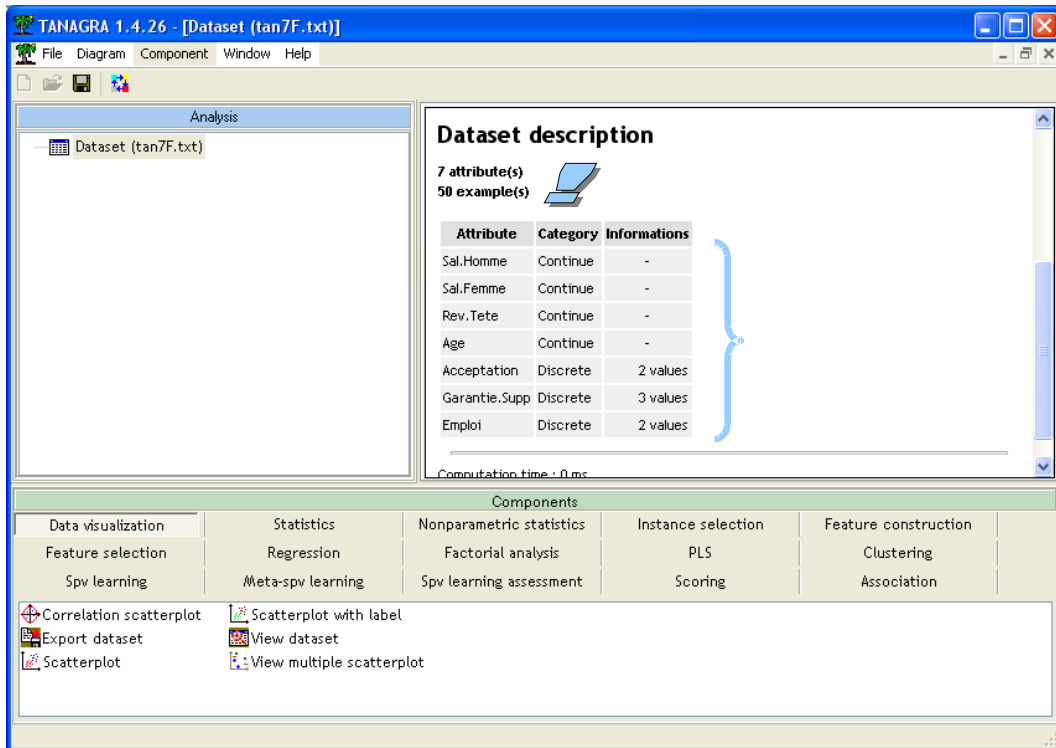 TANAGRA 1.4.26 - [Dataset (tan7F.txt)]
File Diagram Component Window Help
Analysis
Dataset (tan7F.txt)
Dataset description
7 attribute(s)
50 example(s)
Attribute Category Informations
Sal.Homme Continue -
Sal.Femme Continue -
Rev.Tete Continue -
Age Continue -
Acceptation Discrete 2 values
Garantie.Supp Discrete 3 values
Emploi Discrete 2 values
Computation time : 0 ms
Components
Data visualization Statistics Nonparametric statistics Instance selection Feature construction
Feature selection Regression Factorial analysis PLS Clustering
Spv learning Meta-spv learning Spv learning assessment Scoring Association
Correlation scatterplot Scatterplot with label
Export dataset View dataset
Scatterplot View multiple scatterplot